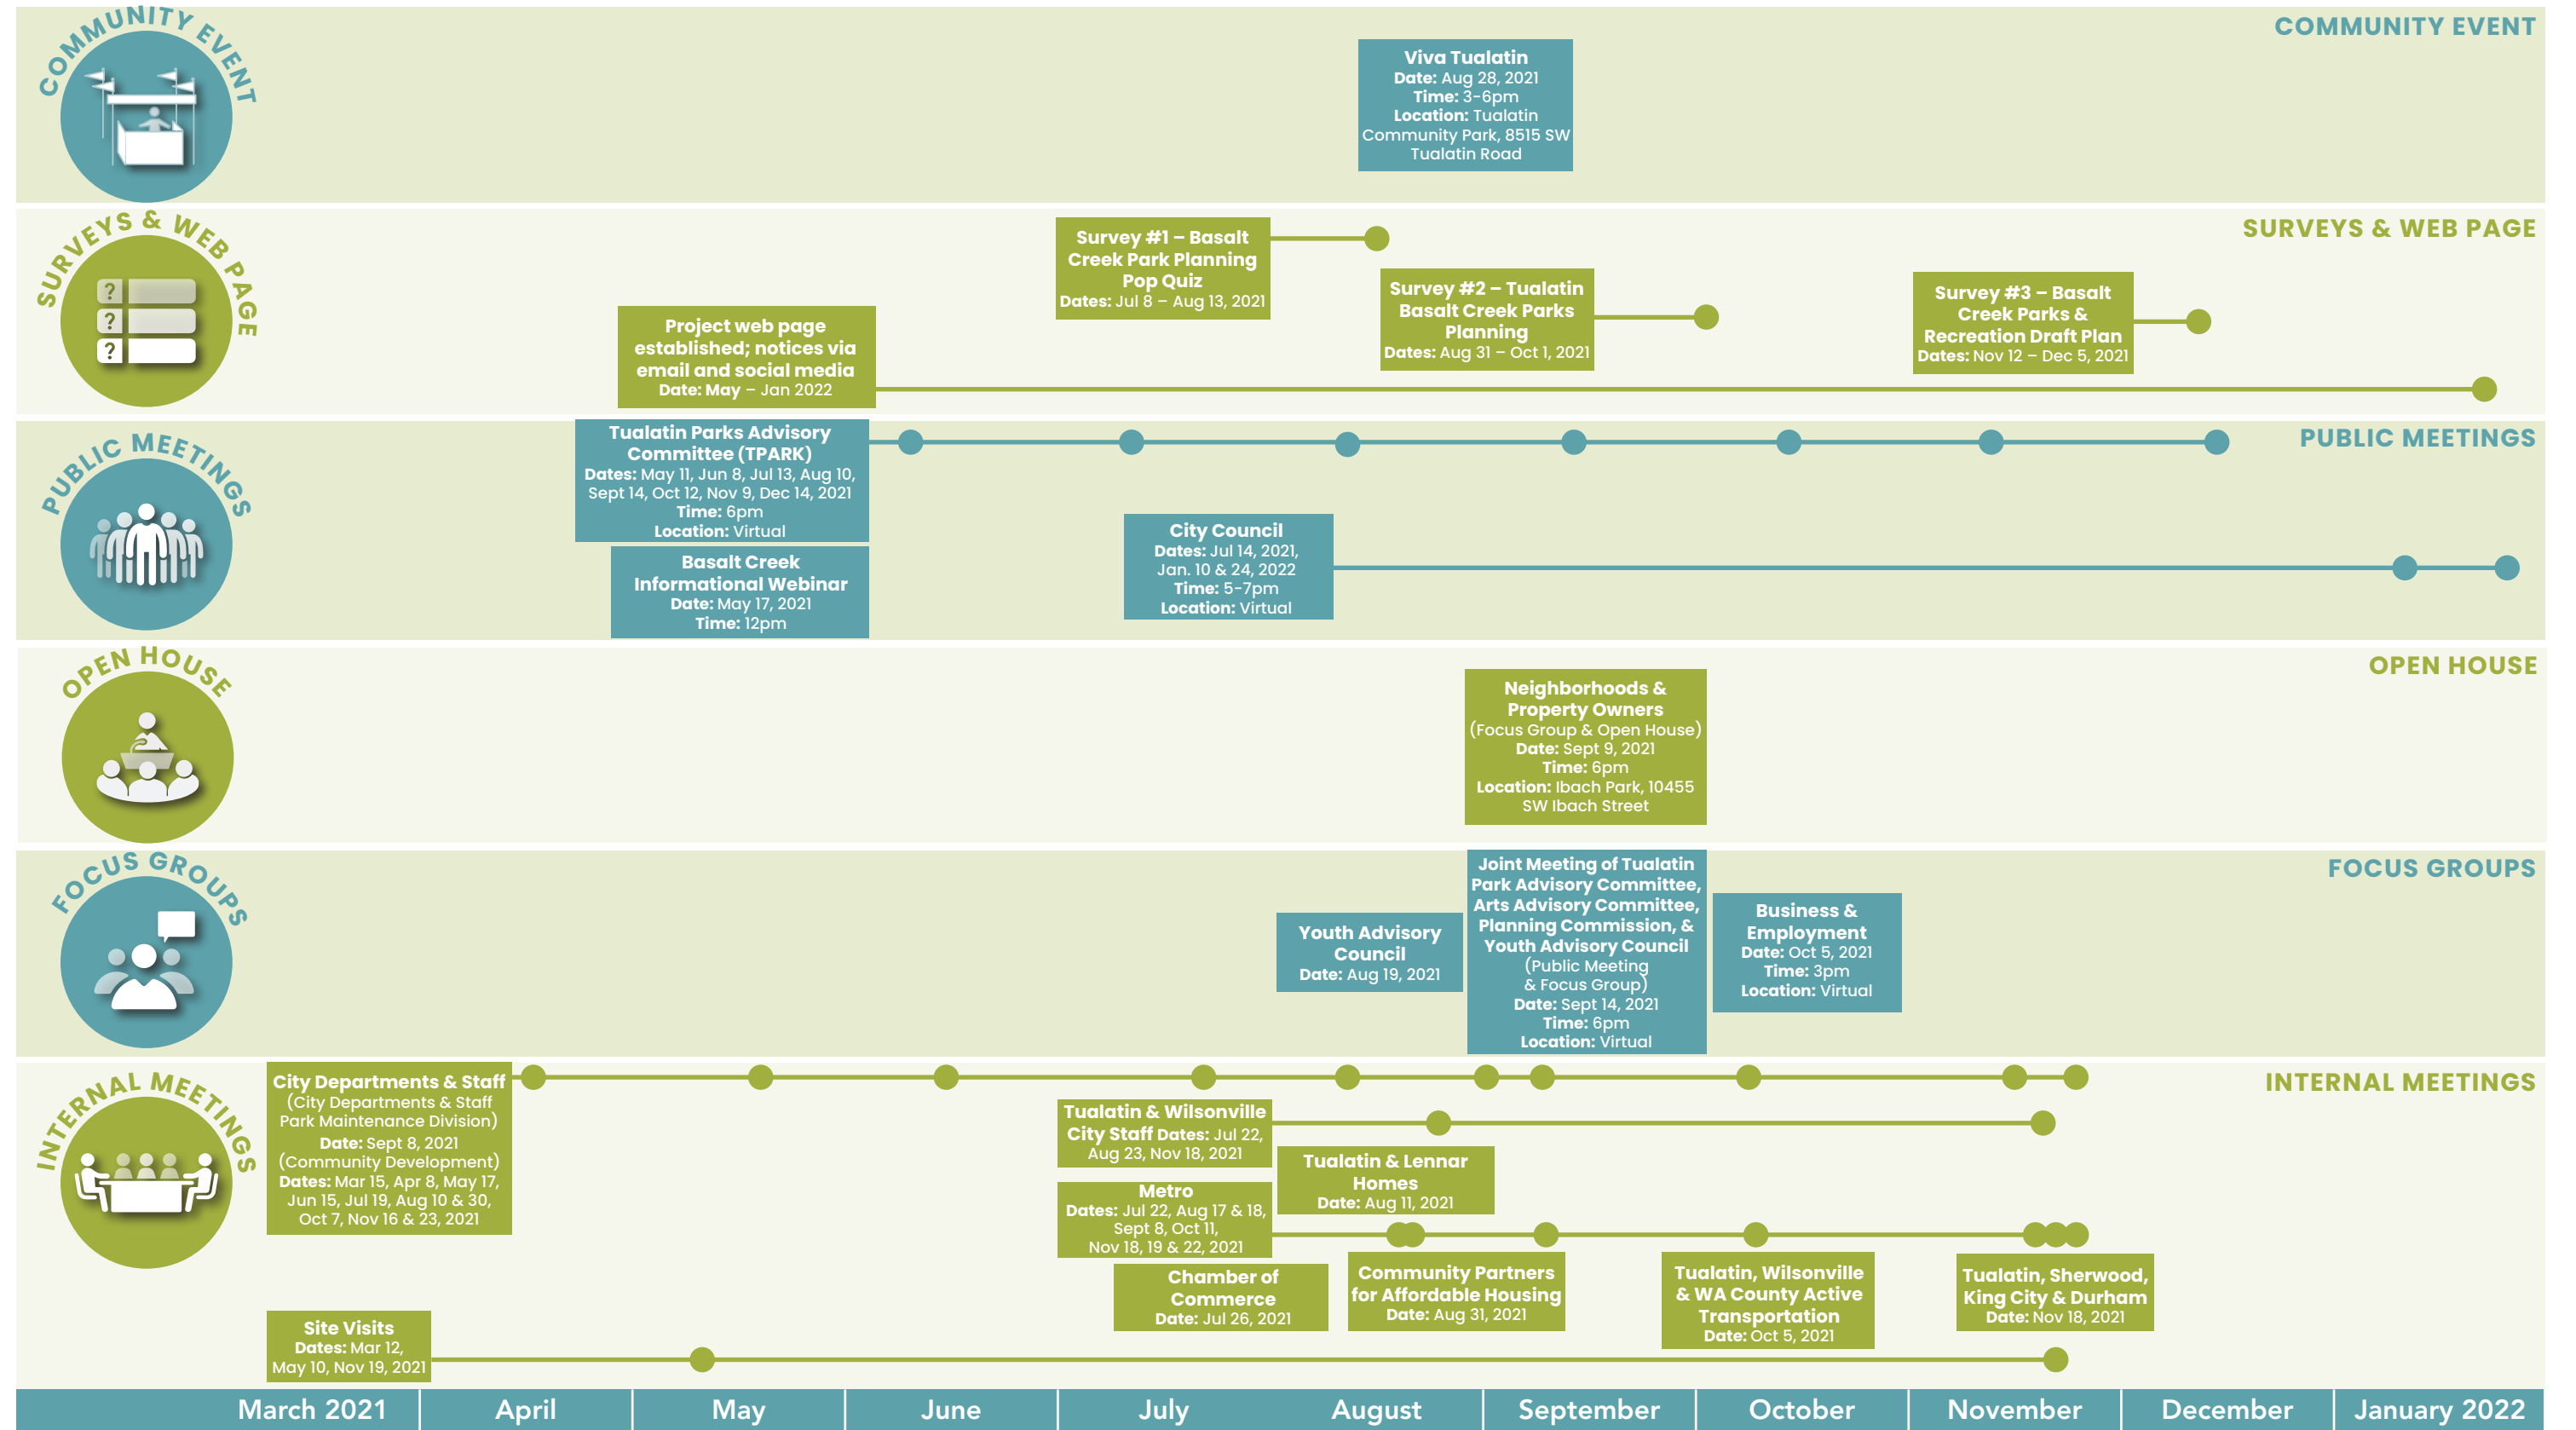 COMMUNITY EVENT
COMMUNITY EVENT
Viva Tualatin
Date: Aug 28, 2021
Time: 3-6pm
Location: Tualatin
Community Park, 8515 SW
Tualatin Road
SURVEYS & WEB PAGE
SURVEYS & WEB PAGE
Survey #1 – Basalt
Creek Park Planning
Pop Quiz
Dates: Jul 8 – Aug 13, 2021
Survey #2 – Tualatin
Basalt Creek Parks
Planning
Dates: Aug 31 – Oct 1, 2021
Survey #3 – Basalt
Creek Parks &
Recreation Draft Plan
Dates: Nov 12 – Dec 5, 2021
?
?
?
Project web page
established; notices via
email and social media
Date: May – Jan 2022
PUBLIC MEETINGS
PUBLIC MEETINGS
Tualatin Parks Advisory
Committee (TPARK)
Dates: May 11, Jun 8, Jul 13, Aug 10,
Sept 14, Oct 12, Nov 9, Dec 14, 2021
Time: 6pm
Location: Virtual
City Council
Dates: Jul 14, 2021,
Jan. 10 & 24, 2022
Time: 5-7pm
Location: Virtual
Basalt Creek
Informational Webinar
Date: May 17, 2021
Time: 12pm
OPEN HOUSE
OPEN HOUSE
Neighborhoods &
Property Owners
(Focus Group & Open House)
Date: Sept 9, 2021
Time: 6pm
Location: Ibach Park, 10455
SW Ibach Street
FOCUS GROUPS
FOCUS GROUPS
Youth Advisory
Council
Date: Aug 19, 2021
Joint Meeting of Tualatin
Park Advisory Committee,
Arts Advisory Committee,
Planning Commission, &
Youth Advisory Council
(Public Meeting
& Focus Group)
Date: Sept 14, 2021
Time: 6pm
Location: Virtual
Business &
Employment
Date: Oct 5, 2021
Time: 3pm
Location: Virtual
INTERNAL MEETINGS
INTERNAL MEETINGS
City Departments & Staff
(City Departments & Staff
Park Maintenance Division)
Date: Sept 8, 2021
(Community Development)
Dates: Mar 15, Apr 8, May 17,
Jun 15, Jul 19, Aug 10 & 30,
Oct 7, Nov 16 & 23, 2021
Tualatin & Wilsonville
City Staff Dates: Jul 22,
Aug 23, Nov 18, 2021
Tualatin & Lennar
Homes
Date: Aug 11, 2021
Metro
Dates: Jul 22, Aug 17 & 18,
Sept 8, Oct 11,
Nov 18, 19 & 22, 2021
Chamber of
Commerce
Date: Jul 26, 2021
Community Partners
for Affordable Housing
Date: Aug 31, 2021
Tualatin, Wilsonville
& WA County Active
Transportation
Date: Oct 5, 2021
Tualatin, Sherwood,
King City & Durham
Date: Nov 18, 2021
Site Visits
Dates: Mar 12,
May 10, Nov 19, 2021
March 2021 April May June July August September October November December January 2022